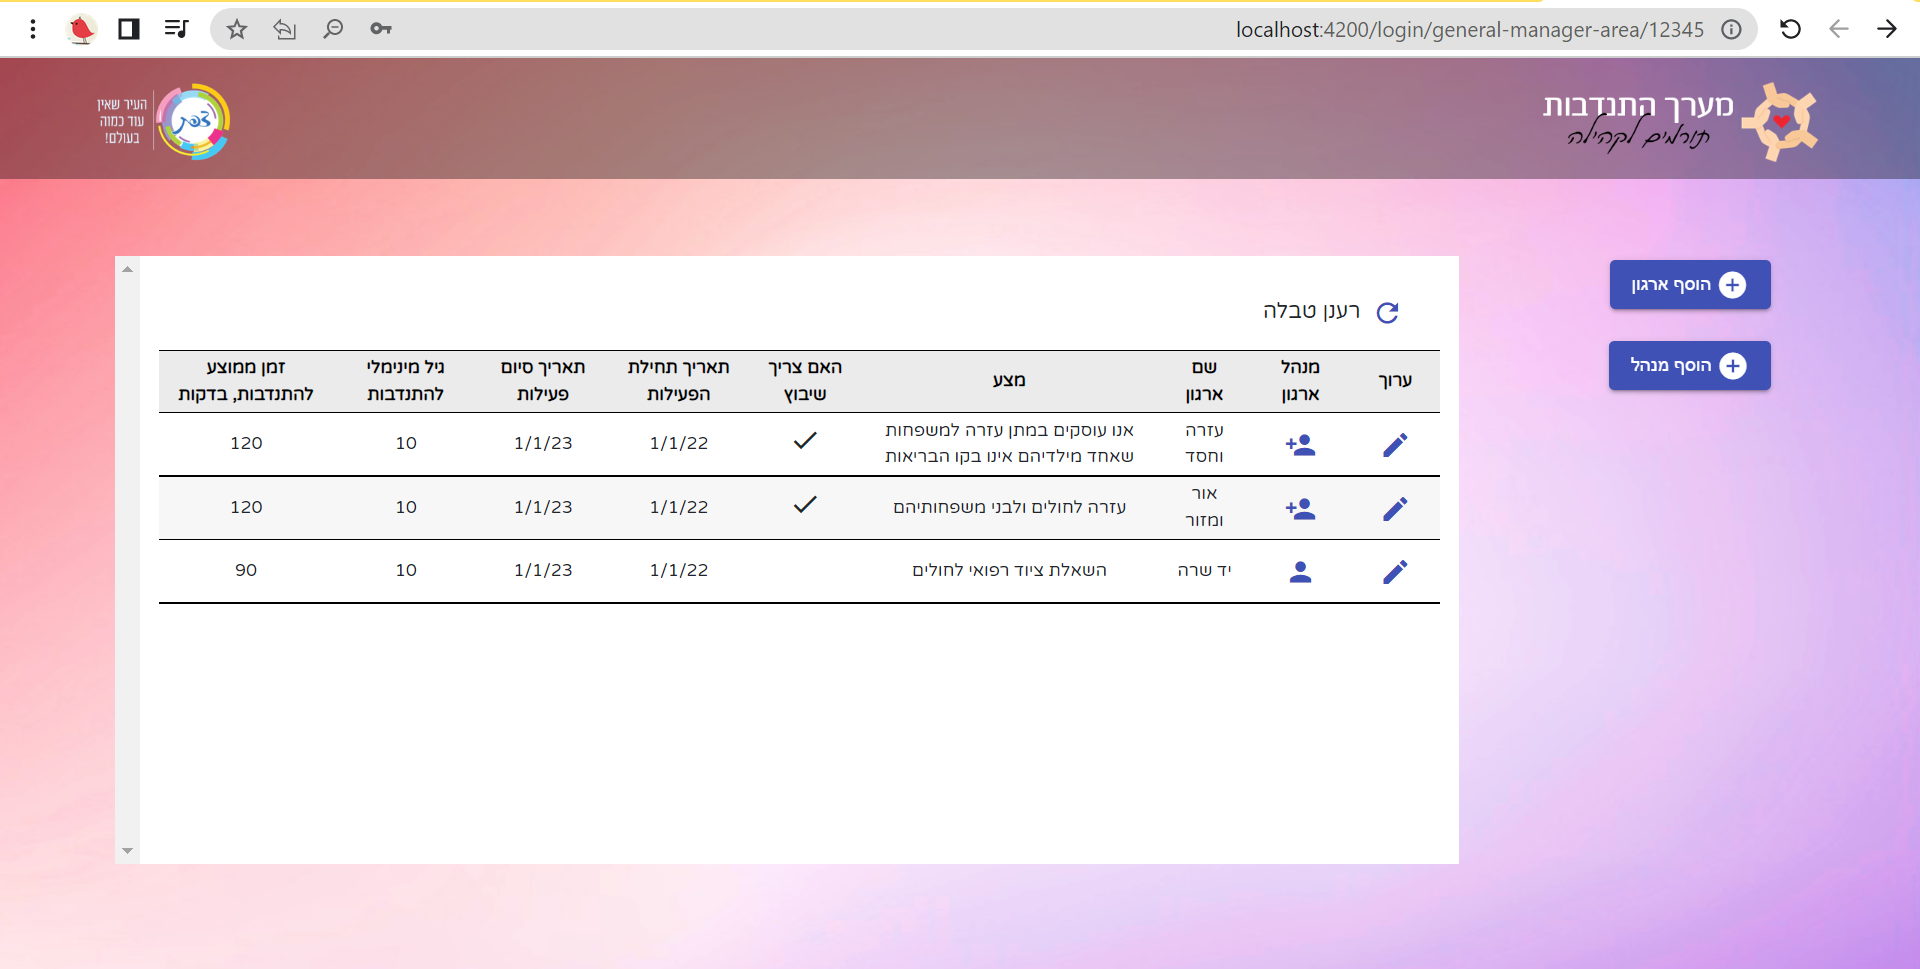 localhost:4200/login/general-manager-area/12345
מערך התנדבות
תורמים לקהילה
העיר שאין
עוד כמוה
בעולם!
צפת
הוסף ארגון
הוסף מנהל
רענן טבלה
ערוך
מנהל
ארגון
שם
ארגון
מצע
האם צריך
שיבוץ
תאריך תחילת
הפעילות
תאריך סיום
פעילות
גיל מינימלי
להתנדבות
זמן ממוצע
להתנדבות, בדקות
עזרה
וחסד
אנו עוסקים במתן עזרה למשפחות
שאחד מילדיהם אינו בקו הבריאות
1/1/22
1/1/23
10
120
אור
ומזור
עזרה לחולים ולבני משפחותיהם
1/1/22
1/1/23
10
120
יד שרה
השאלת ציוד רפואי לחולים
1/1/22
1/1/23
10
90